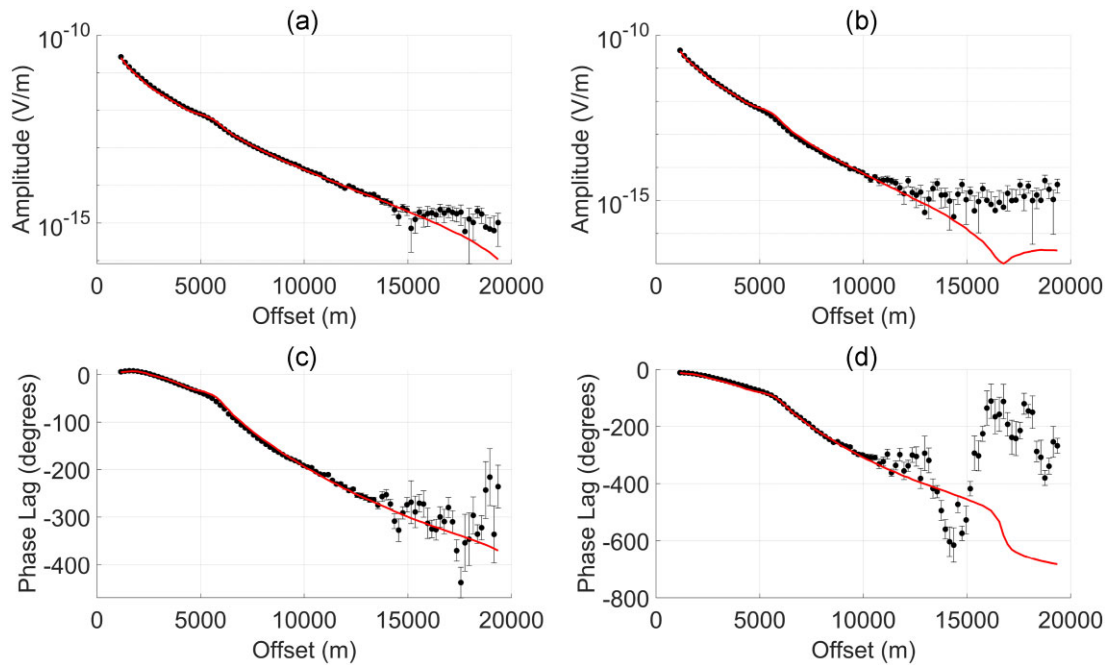 (a)
Amplitude (V/m)
10^-10
10^-15
0 5000 10000 15000 20000
Offset (m)
(b)
Amplitude (V/m)
10^-10
10^-15
0 5000 10000 15000 20000
Offset (m)
(c)
Phase Lag (degrees)
0
-100
-200
-300
-400
0 5000 10000 15000 20000
Offset (m)
(d)
Phase Lag (degrees)
0
-200
-400
-600
-800
0 5000 10000 15000 20000
Offset (m)